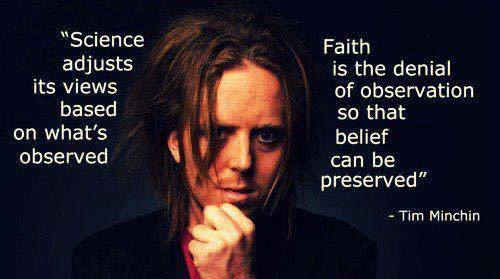 “Science
adjusts
its views
based
on what’s
observed
Faith
is the denial
of observation
so that
belief
can be
preserved”
- Tim Minchin